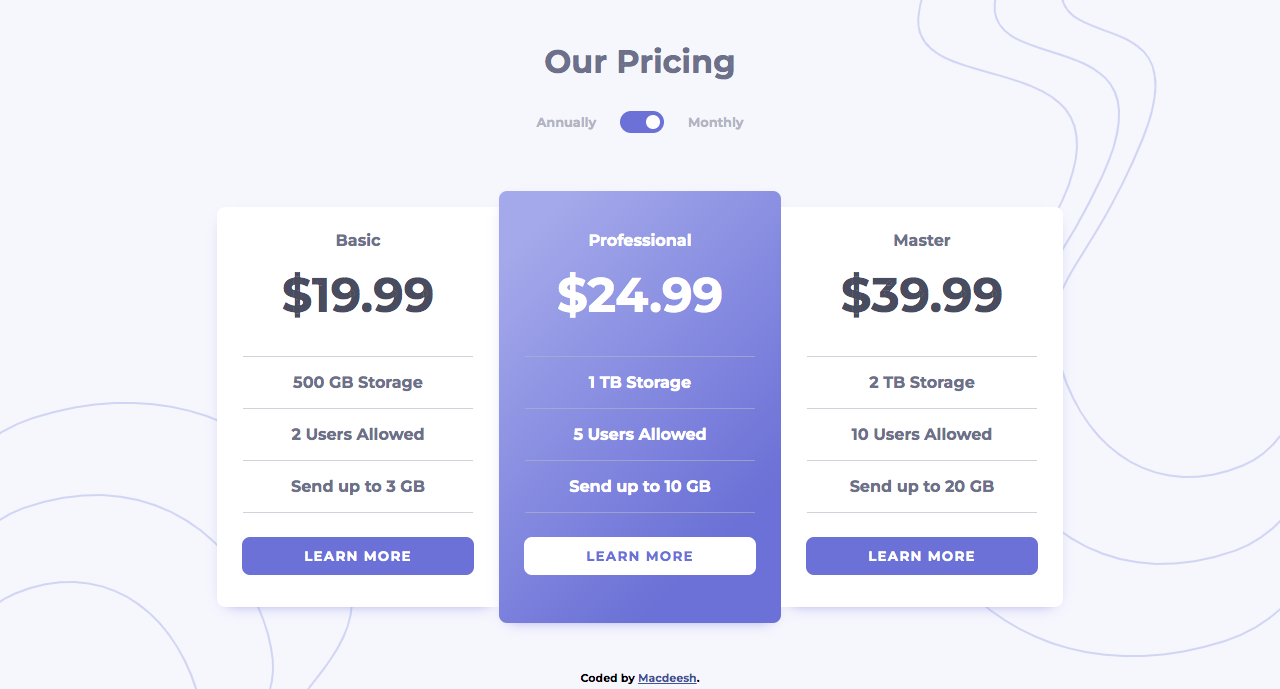 Our Pricing
Annually Monthly
Basic
$19.99
500 GB Storage
2 Users Allowed
Send up to 3 GB
LEARN MORE
Professional
$24.99
1 TB Storage
5 Users Allowed
Send up to 10 GB
LEARN MORE
Master
$39.99
2 TB Storage
10 Users Allowed
Send up to 20 GB
LEARN MORE
Coded by Macdeesh.